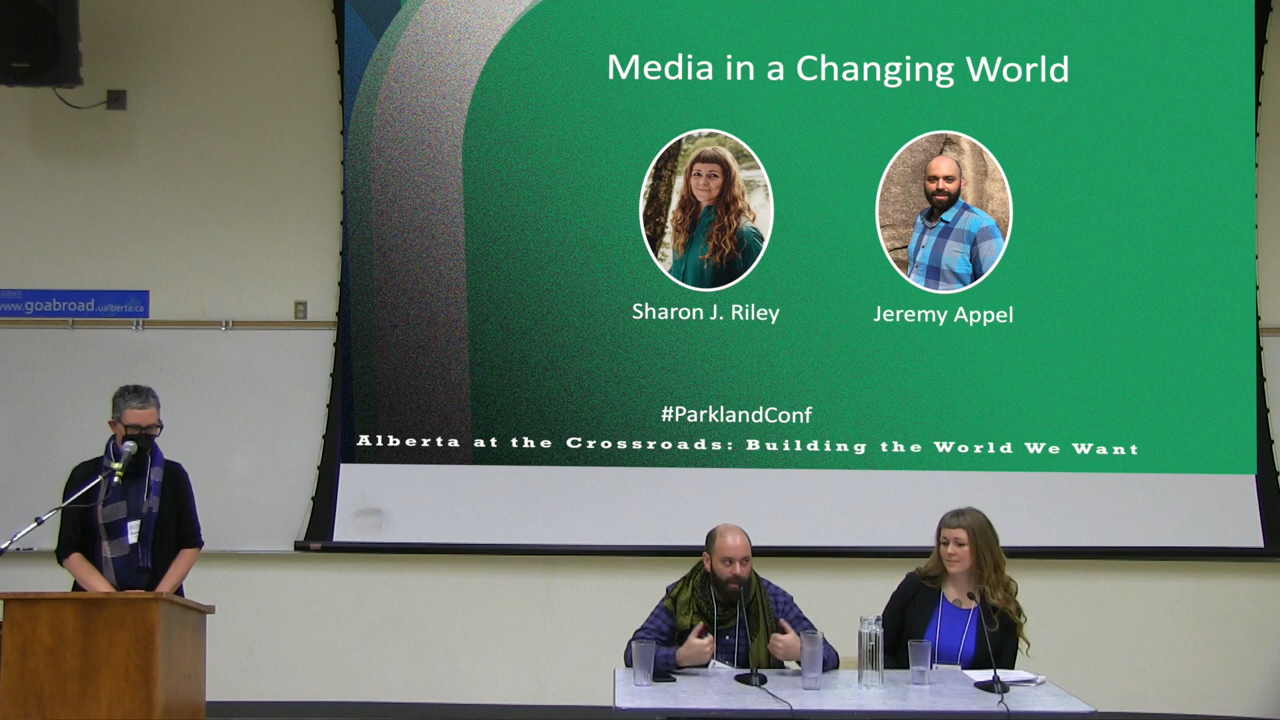 Media in a Changing World
Sharon J. Riley
Jeremy Appel
#ParklandConf
Alberta at the Crossroads: Building the World We Want
www.goabroad.ualberta.ca